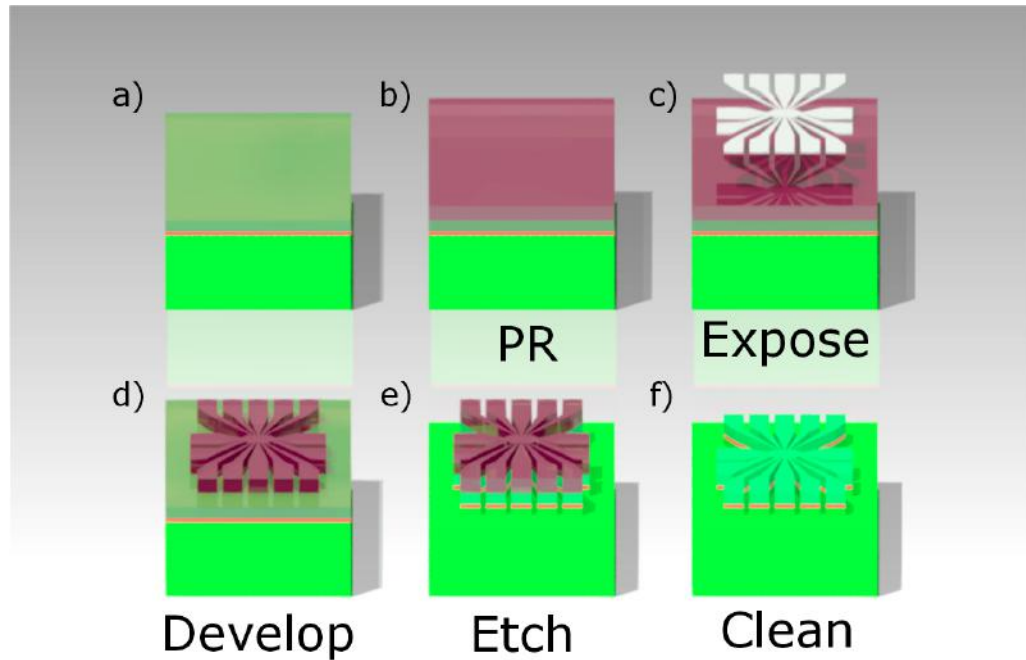 a)
b)
c)
PR
Expose
d)
e)
f)
Develop
Etch
Clean